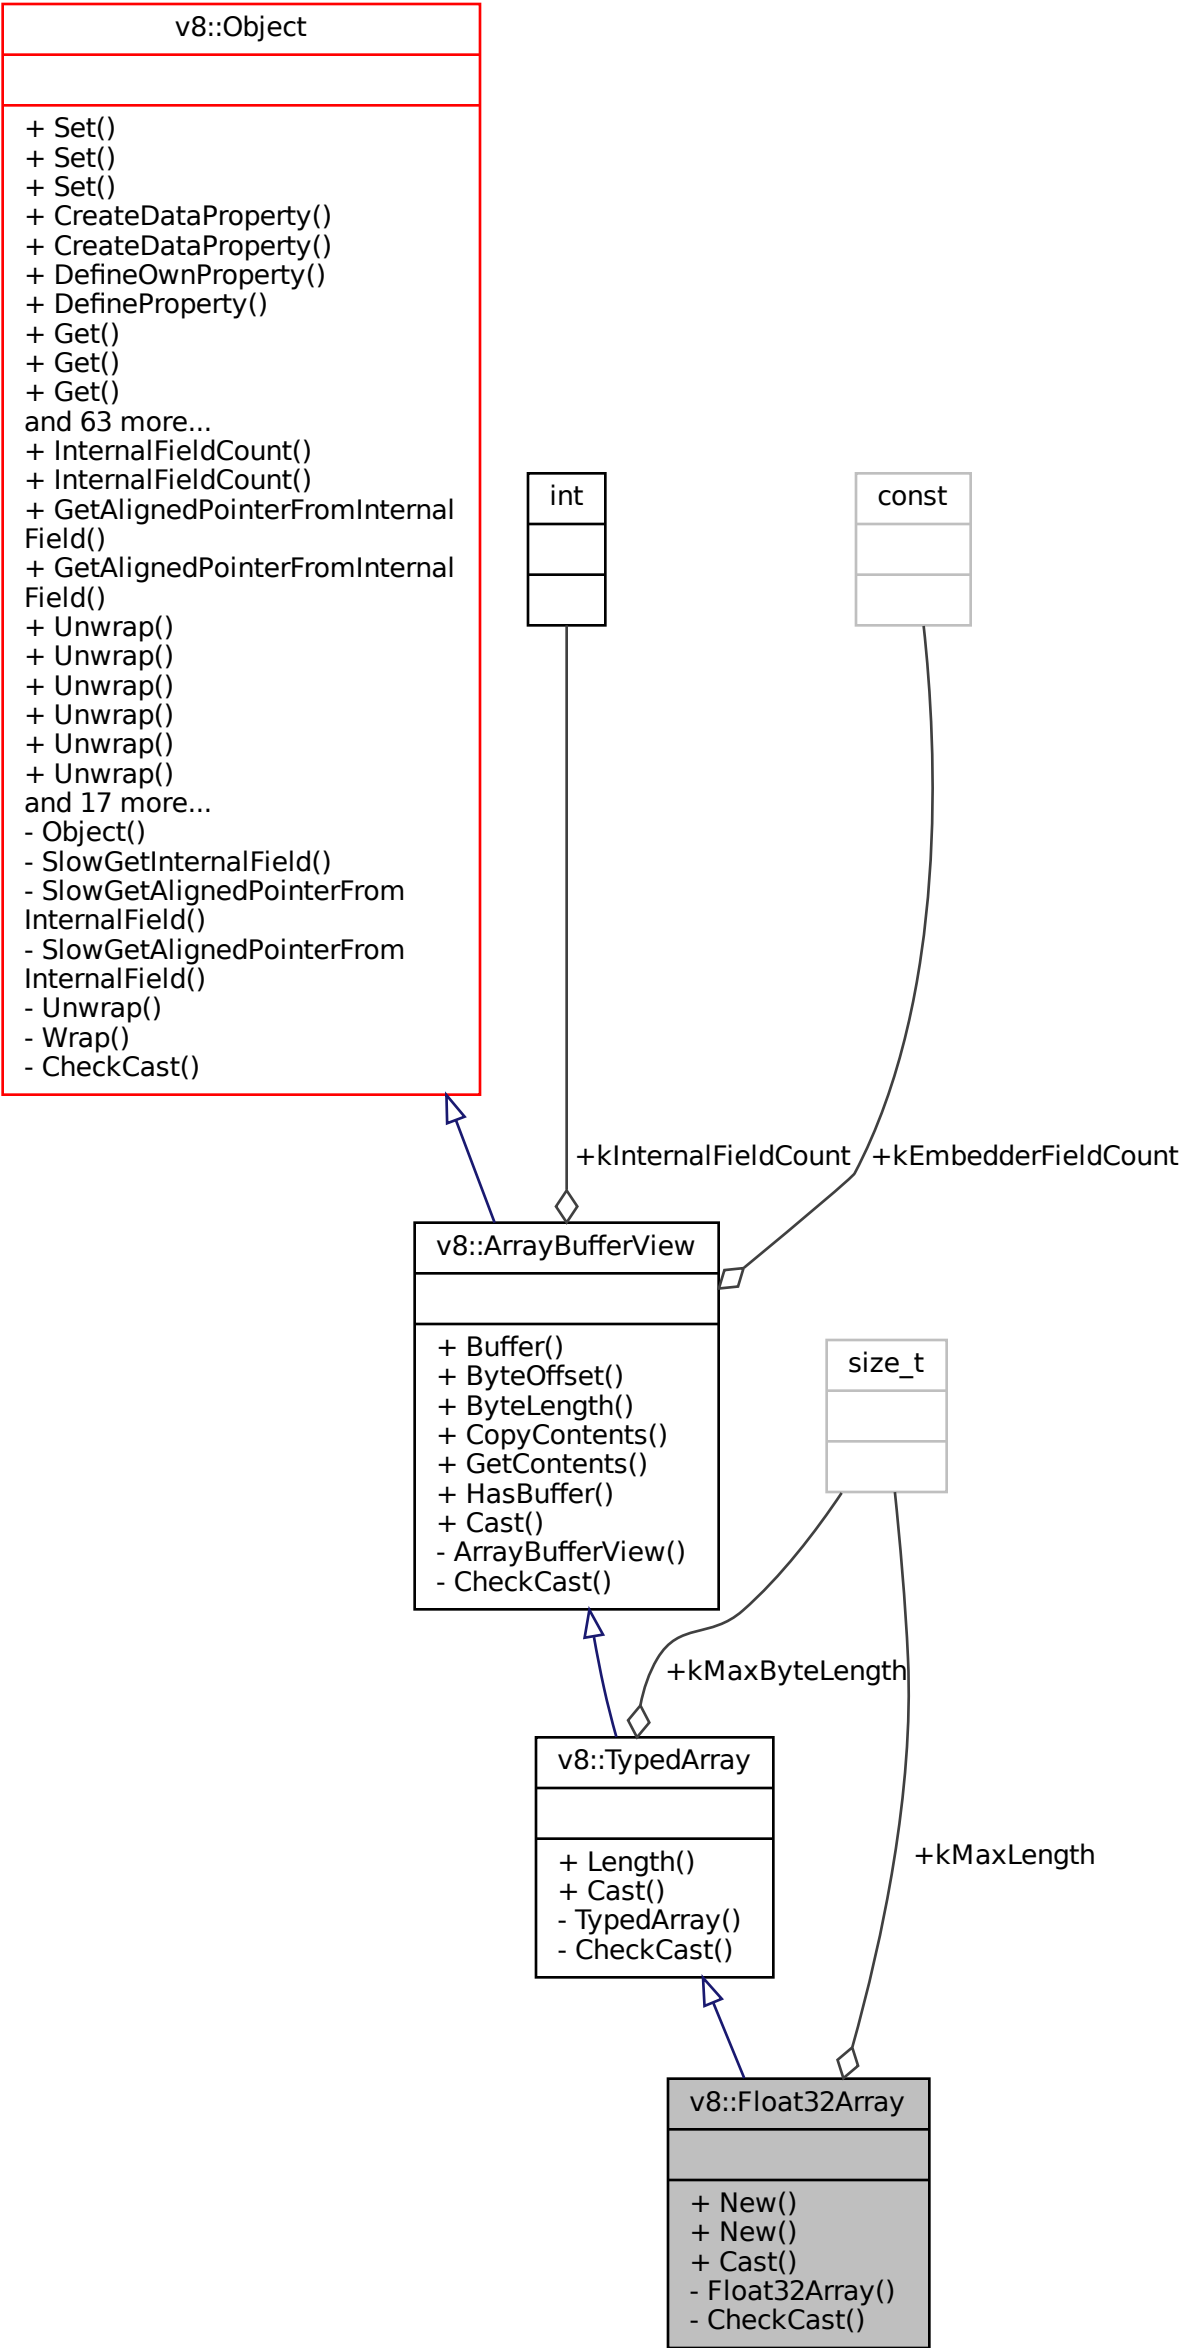 v8::Object
+ Set()
+ Set()
+ Set()
+ CreateDataProperty()
+ CreateDataProperty()
+ DefineOwnProperty()
+ DefineProperty()
+ Get()
+ Get()
+ Get()
and 63 more...
+ InternalFieldCount()
+ InternalFieldCount()
+ GetAlignedPointerFromInternal
Field()
+ GetAlignedPointerFromInternal
Field()
+ Unwrap()
+ Unwrap()
+ Unwrap()
+ Unwrap()
+ Unwrap()
+ Unwrap()
and 17 more...
- Object()
- SlowGetInternalField()
- SlowGetAlignedPointerFrom
InternalField()
- SlowGetAlignedPointerFrom
InternalField()
- Unwrap()
- Wrap()
- CheckCast()
int
const
+kInternalFieldCount
+kEmbedderFieldCount
v8::ArrayBufferView
+ Buffer()
+ ByteOffset()
+ ByteLength()
+ CopyContents()
+ GetContents()
+ HasBuffer()
+ Cast()
- ArrayBufferView()
- CheckCast()
size_t
+kMaxByteLength
v8::TypedArray
+ Length()
+ Cast()
- TypedArray()
- CheckCast()
+kMaxLength
v8::Float32Array
+ New()
+ New()
+ Cast()
- Float32Array()
- CheckCast()